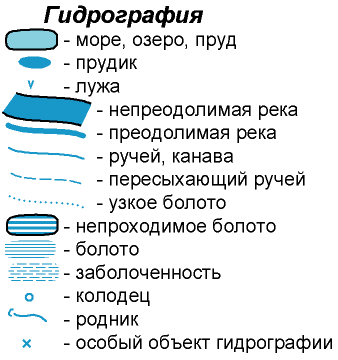 Гидрография
- море, озеро, пруд
- прудик
- лужа
- непреодолимая река
- преодолимая река
- ручей, канава
- пересыхающий ручей
- узкое болото
- непроходимое болото
- болото
- заболоченность
- колодец
- родник
- особый объект гидрографии